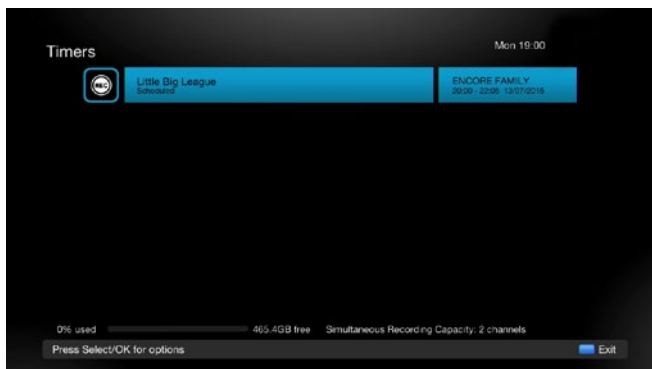 Timers
Mon 19:00
REC
Little Big League
Scheduled
ENCORE FAMILY
20:00 - 22:05 13/07/2015
0% used
465.4GB free
Simultaneous Recording Capacity: 2 channels
Press Select/OK for options
Exit